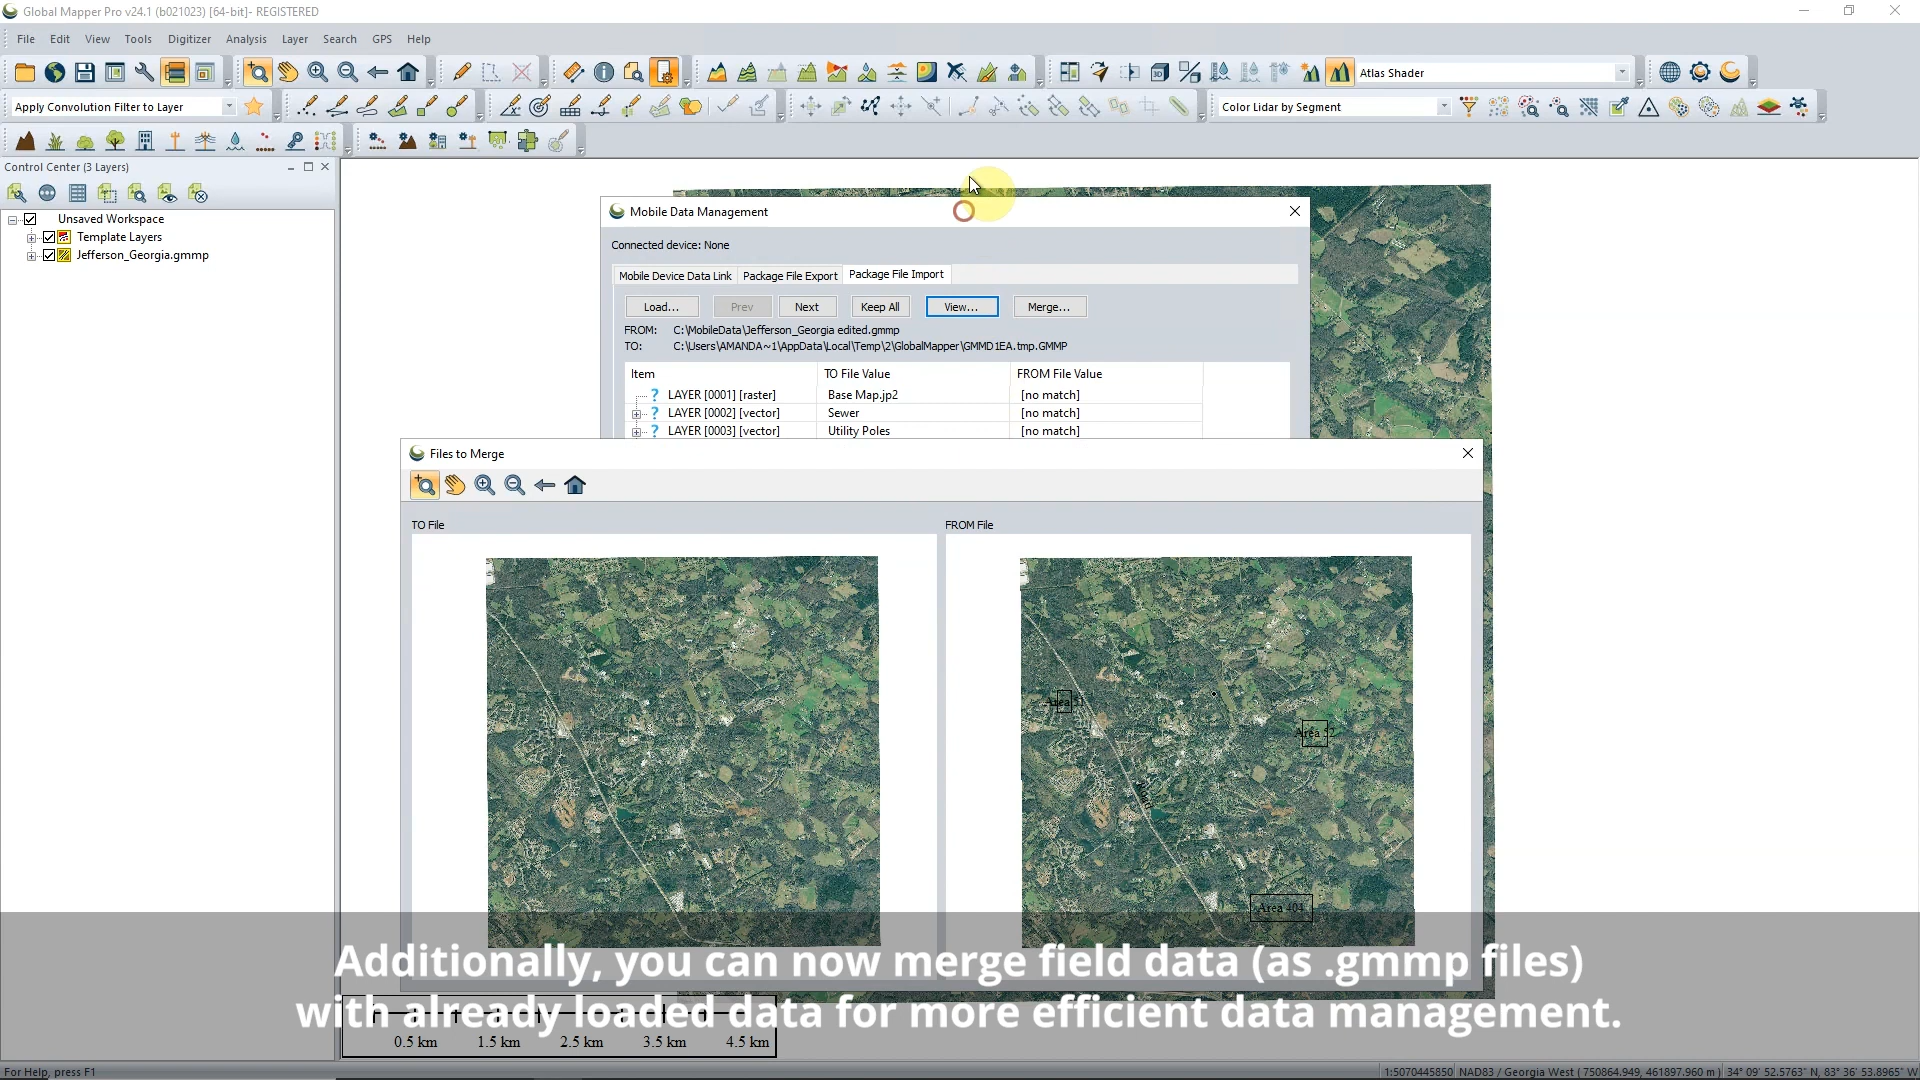 Global Mapper Pro v24.1 (b021023) [64-bit]- REGISTERED
File Edit View Tools Digitizer Analysis Layer Search GPS Help
Atlas Shader
Apply Convolution Filter to Layer
Color Lidar by Segment
Control Center (3 Layers)
Unsaved Workspace
Template Layers
Jefferson_Georgia.gmmp
Mobile Data Management
Connected device: None
Mobile Device Data Link Package File Export Package File Import
Load... Prev Next Keep All View... Merge...
FROM: C:\MobileData\Jefferson_Georgia edited.gmmp
TO: C:\Users\AMANDA~1\AppData\Local\Temp\2\GlobalMapper\GMMD1EA.tmp.GMMP
Item TO File Value FROM File Value
LAYER [0001] [raster] Base Map.jp2 [no match]
LAYER [0002] [vector] Sewer [no match]
LAYER [0003] [vector] Utility Poles [no match]
Files to Merge
TO File FROM File
Area 52
Area 404
Additionally, you can now merge field data (as .gmmp files)
with already loaded data for more efficient data management.
0.5 km 1.5 km 2.5 km 3.5 km 4.5 km
For Help, press F1
1:5070445850 NAD83 / Georgia West ( 750864.949, 461897.960 m ) 34° 09' 52.5763" N, 83° 36' 53.8965" W